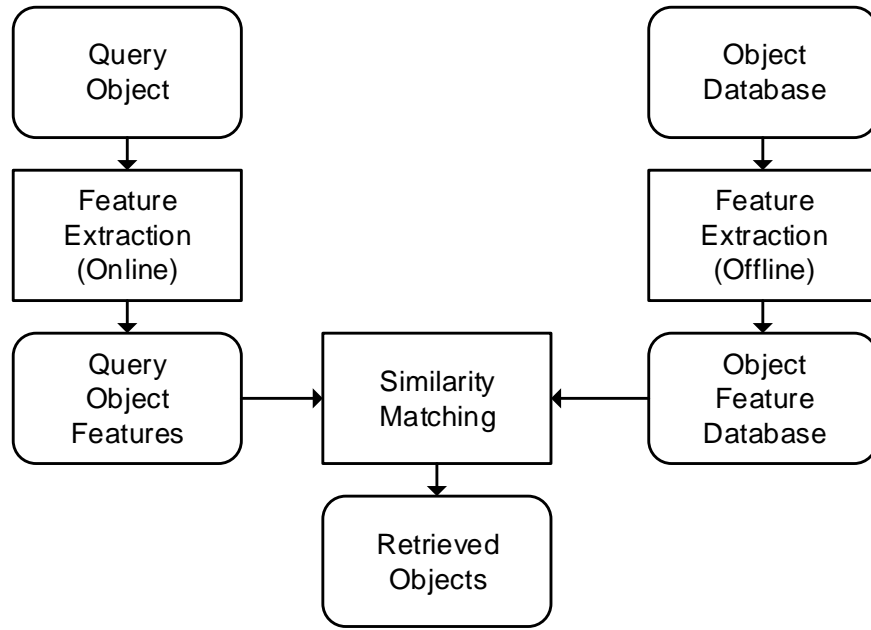 Query
Object
Object
Database
Feature
Extraction
(Online)
Feature
Extraction
(Offline)
Query
Object
Features
Similarity
Matching
Object
Feature
Database
Retrieved
Objects